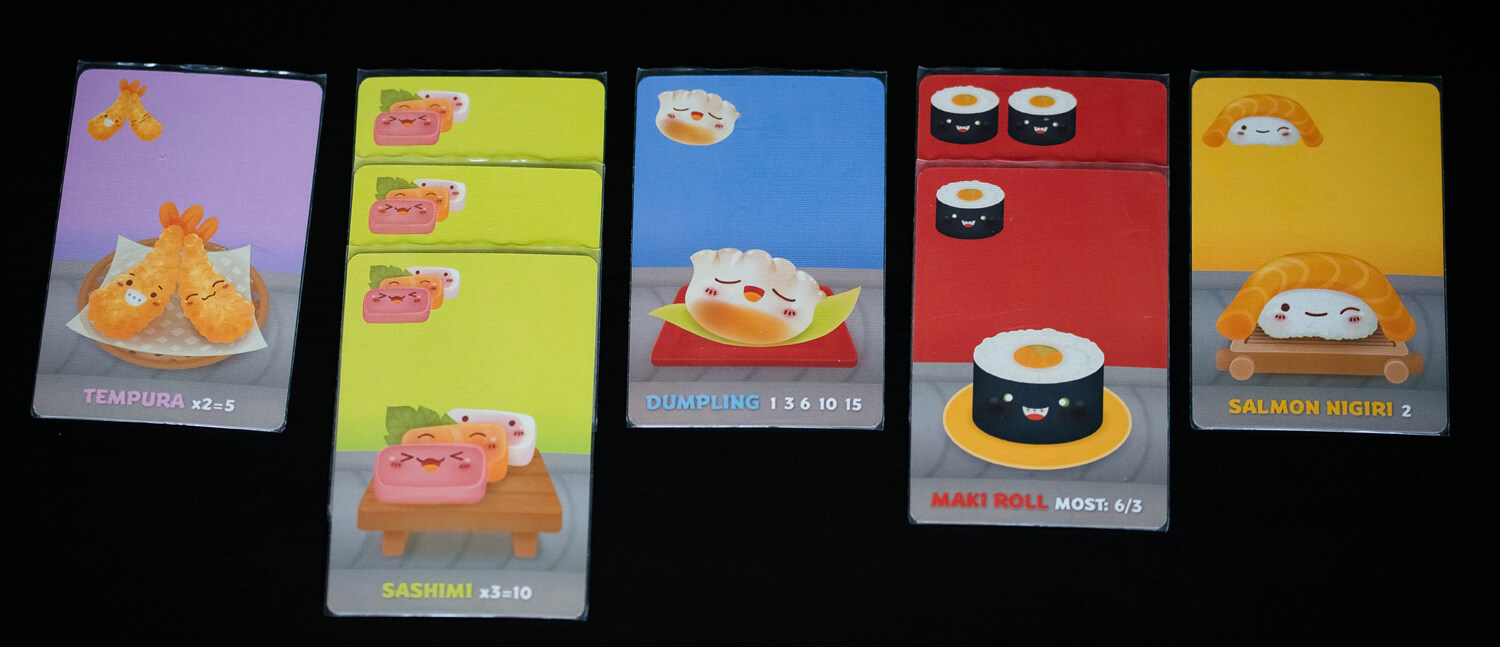 TEMPURA x2=5
SASHIMI x3=10
DUMPLING 1 3 6 10 15
MAKI ROLL MOST: 6/3
SALMON NIGIRI 2